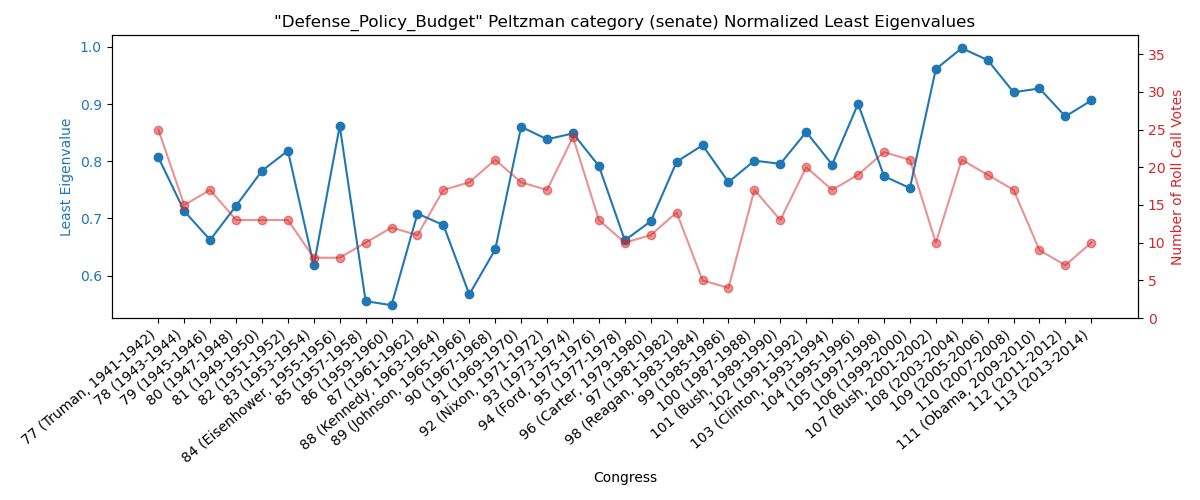 "Defense_Policy_Budget" Peltzman category (senate) Normalized Least Eigenvalues
Least Eigenvalue
1.0
0.9
0.8
0.7
0.6
35
30
25
20
15
10
5
0
Number of Roll Call Votes
77 (Truman, 1941-1942)
78 (1943-1944)
79 (1945-1946)
80 (1947-1948)
81 (1949-1950)
82 (1951-1952)
83 (1953-1954)
84 (Eisenhower, 1955-1956)
85 (1957-1958)
86 (1959-1960)
87 (1961-1962)
88 (Kennedy, 1963-1964)
89 (Johnson, 1965-1966)
90 (1967-1968)
91 (1969-1970)
92 (Nixon, 1971-1972)
93 (1973-1974)
94 (Ford, 1975-1976)
95 (1977-1978)
96 (Carter, 1979-1980)
97 (1981-1982)
98 (Reagan, 1983-1984)
99 (1985-1986)
100 (1987-1988)
101 (Bush, 1989-1990)
102 (1991-1992)
103 (Clinton, 1993-1994)
104 (1995-1996)
105 (1997-1998)
106 (1999-2000)
107 (Bush, 2001-2002)
108 (2003-2004)
109 (2005-2006)
110 (2007-2008)
111 (Obama, 2009-2010)
112 (2011-2012)
113 (2013-2014)
Congress